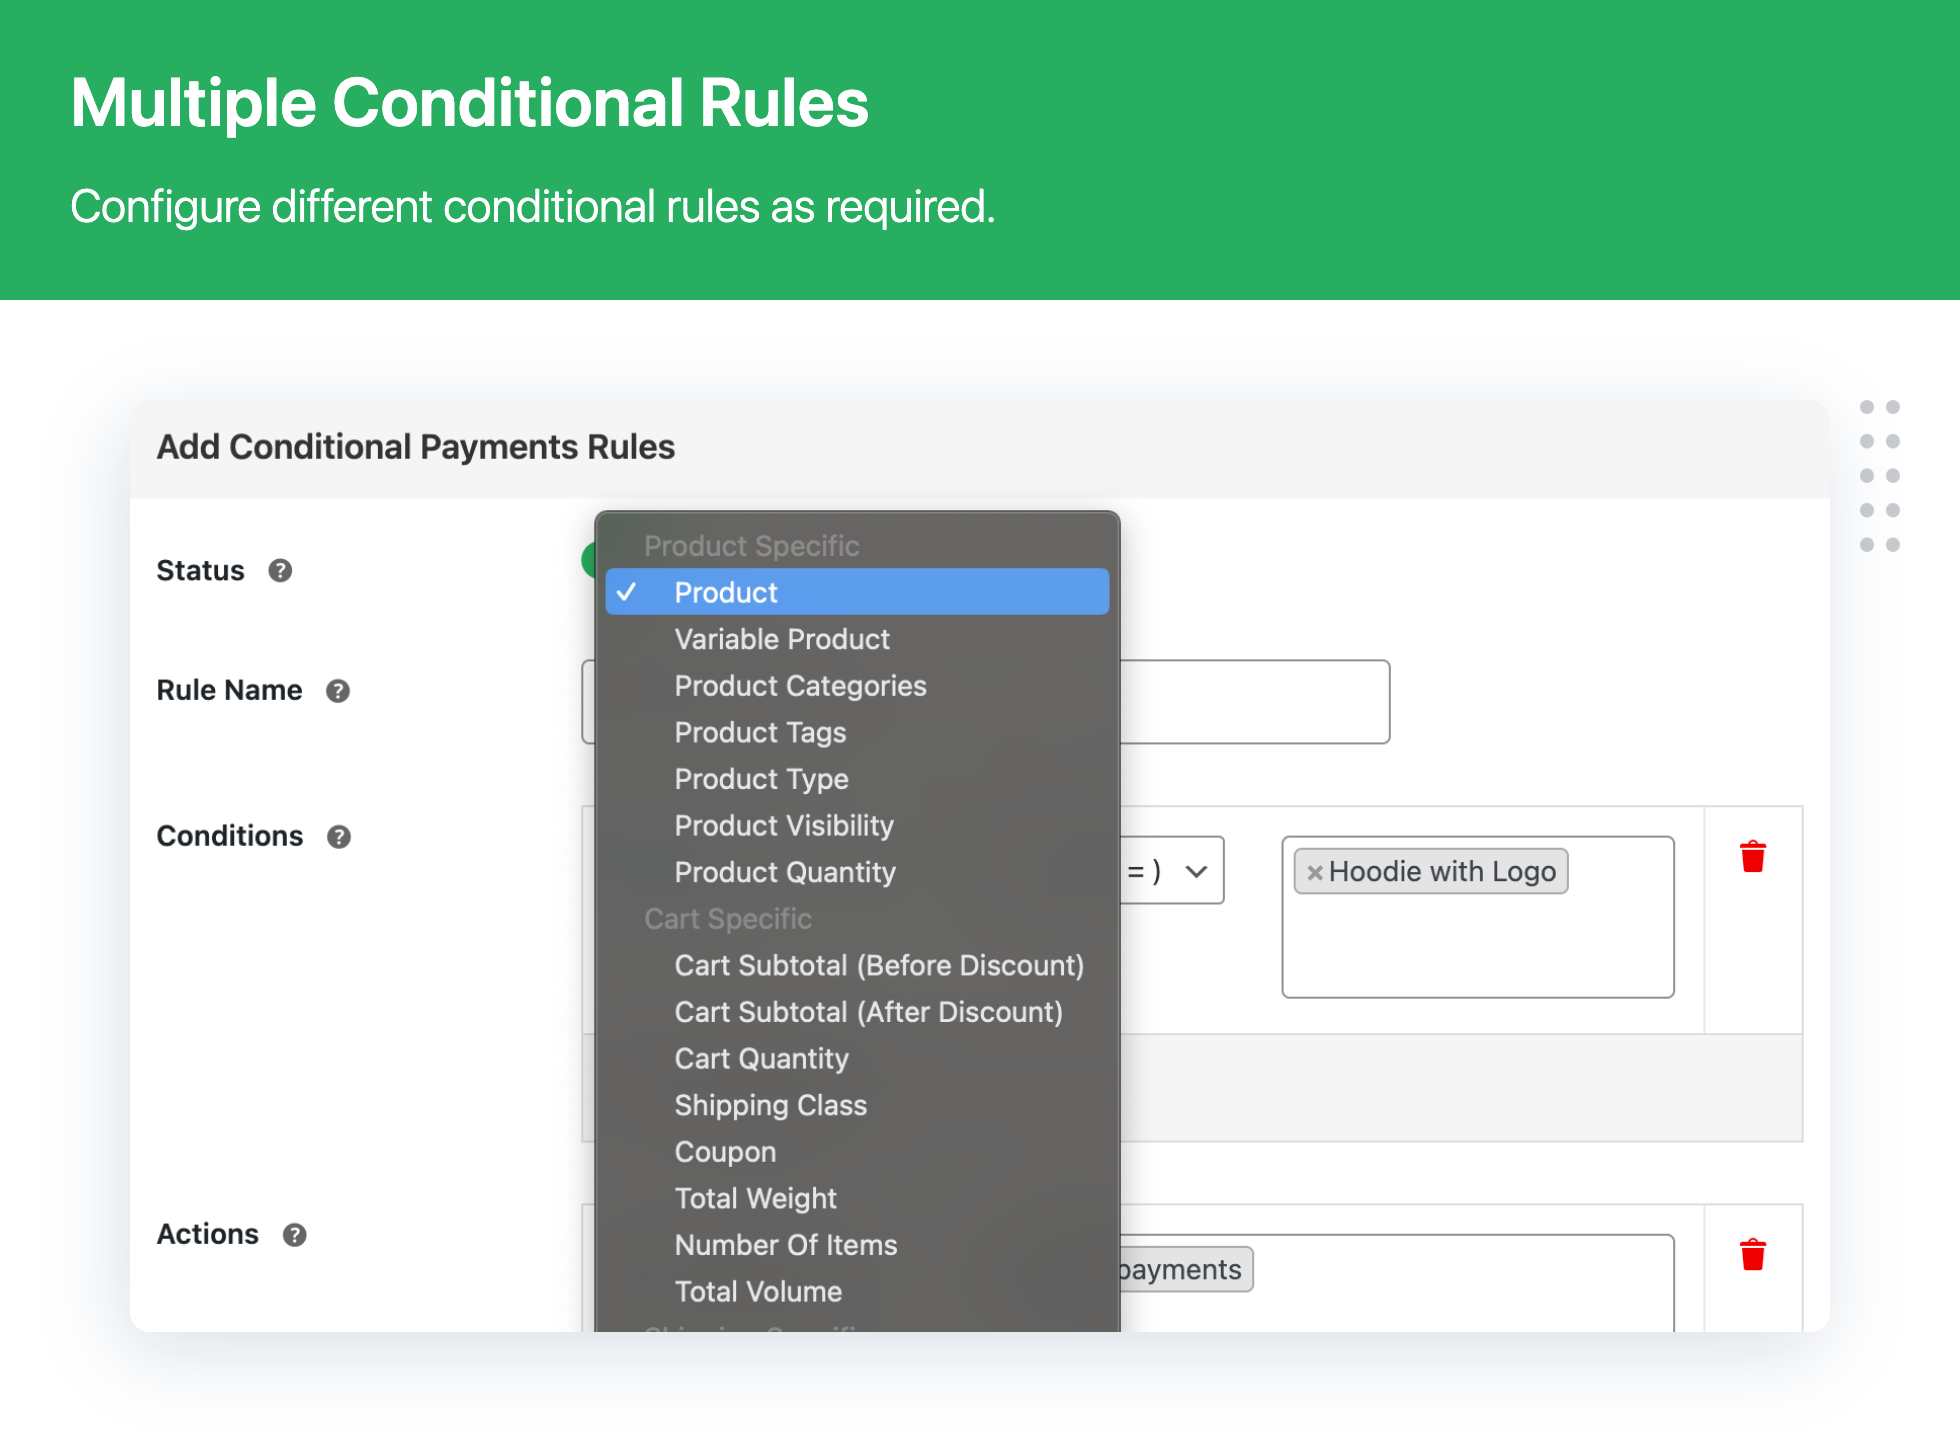 Multiple Conditional Rules
Configure different conditional rules as required.
Add Conditional Payments Rules
Status ?
Rule Name ?
Conditions ?
Actions ?
Product Specific
✓ Product
Variable Product
Product Categories
Product Tags
Product Type
Product Visibility
Product Quantity
Cart Specific
Cart Subtotal (Before Discount)
Cart Subtotal (After Discount)
Cart Quantity
Shipping Class
Coupon
Total Weight
Number Of Items
Total Volume
= )
×Hoodie with Logo
payments